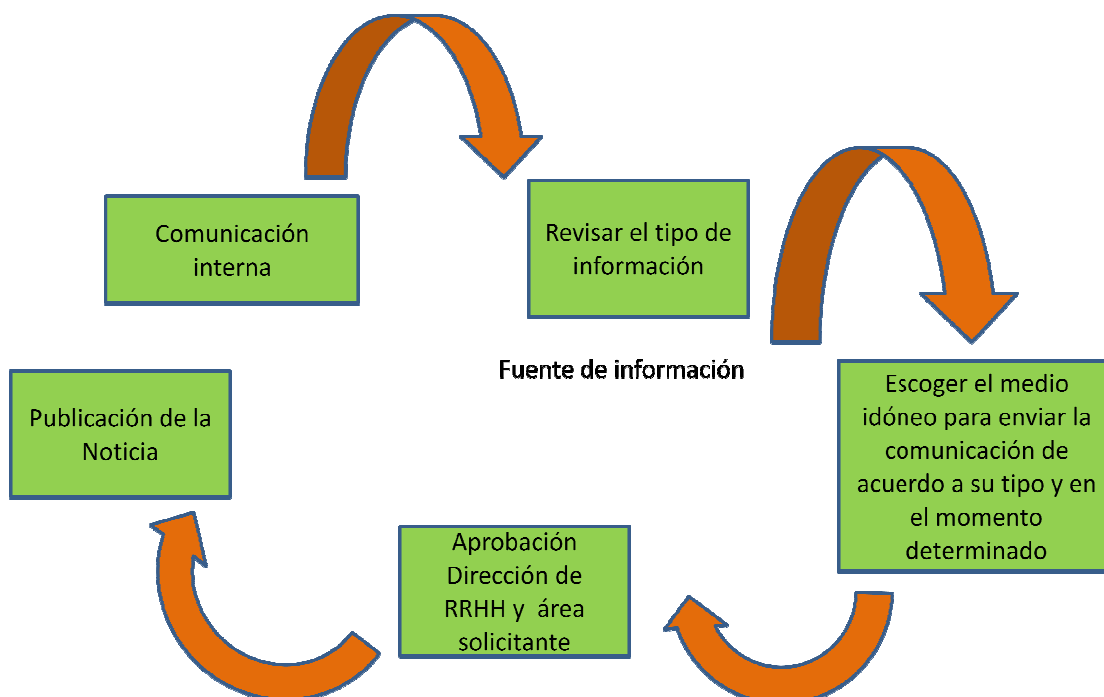 Comunicación
interna
Revisar el tipo de
información
Fuente de información
Escoger el medio
idóneo para enviar la
comunicación de
acuerdo a su tipo y en
el momento
determinado
Aprobación
Dirección de
RRHH y área
solicitante
Publicación de la
Noticia